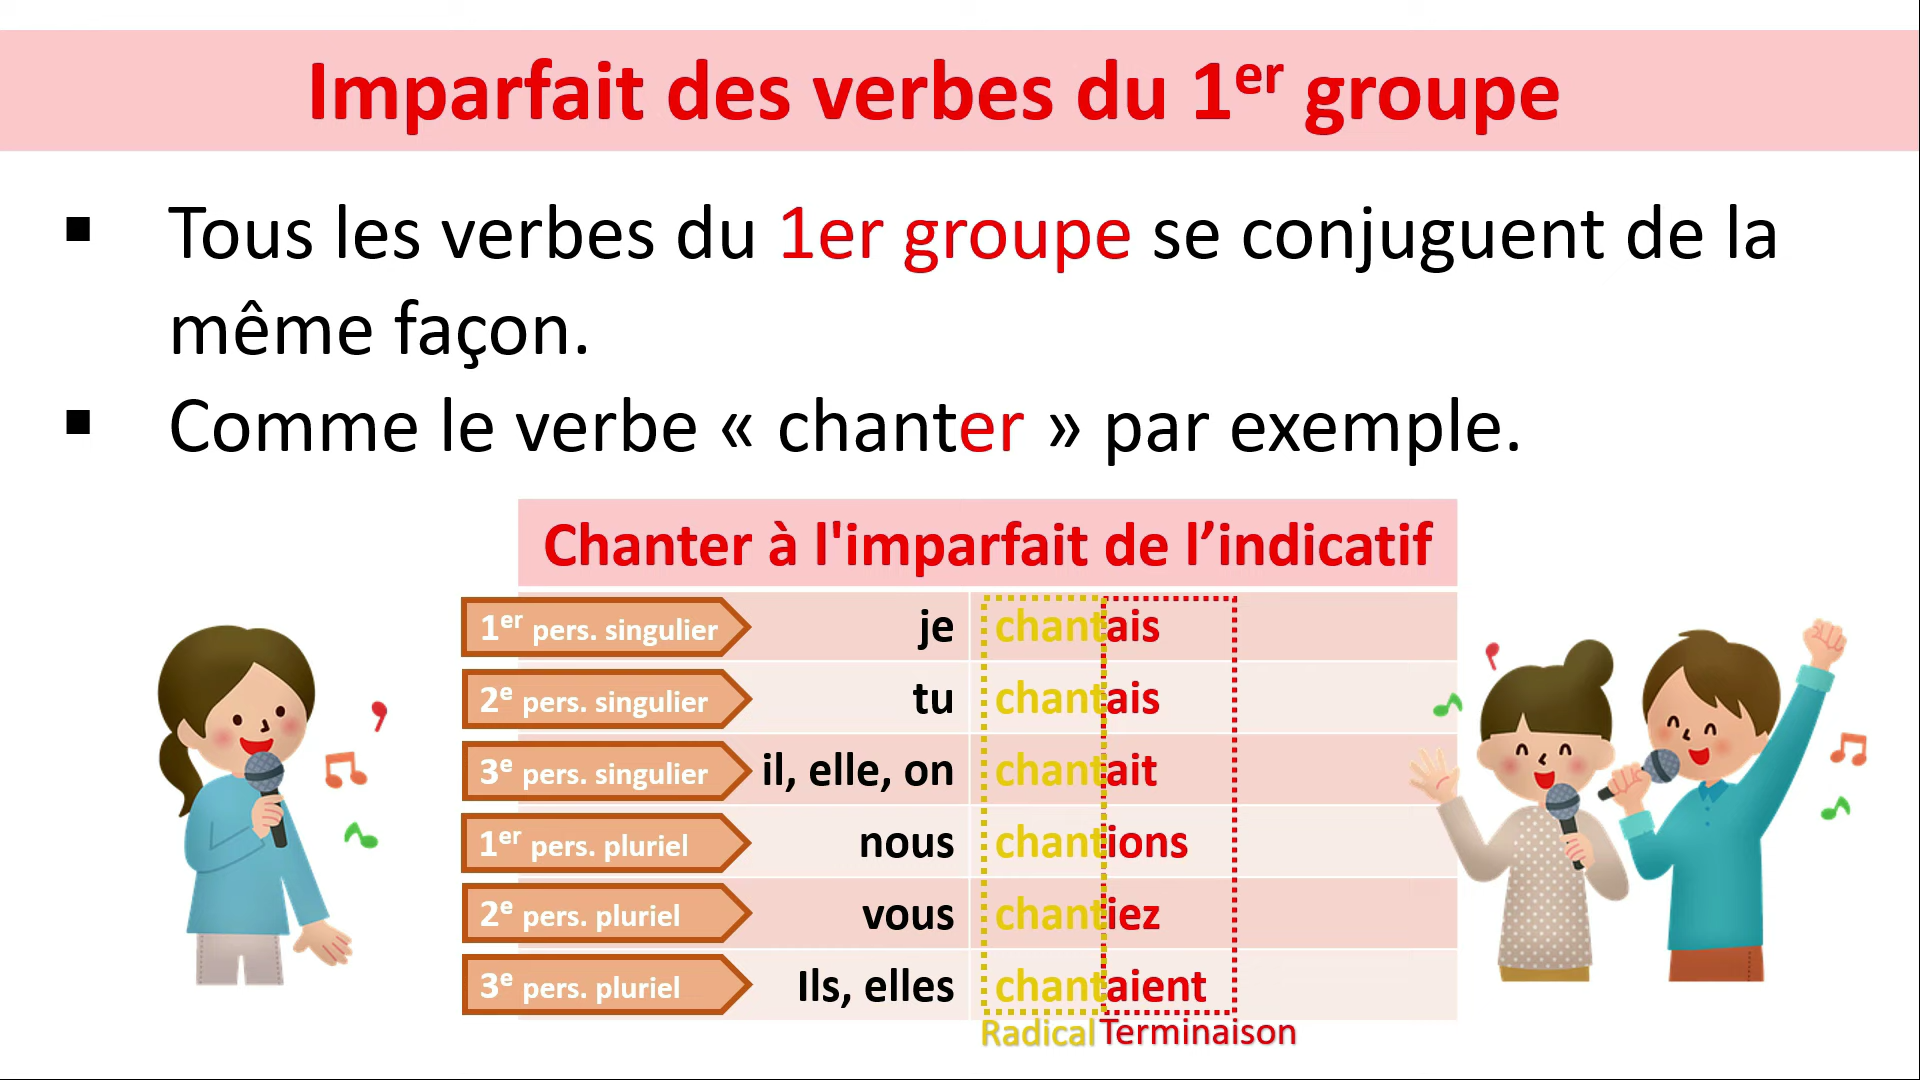 Imparfait des verbes du 1er groupe
▪ Tous les verbes du 1er groupe se conjuguent de la
même façon.
▪ Comme le verbe « chanter » par exemple.
Chanter à l'imparfait de l’indicatif
1er pers. singulier je chantais
2e pers. singulier tu chantais
3e pers. singulier il, elle, on chantait
1er pers. pluriel nous chantions
2e pers. pluriel vous chantiez
3e pers. pluriel Ils, elles chantaient
Radical Terminaison